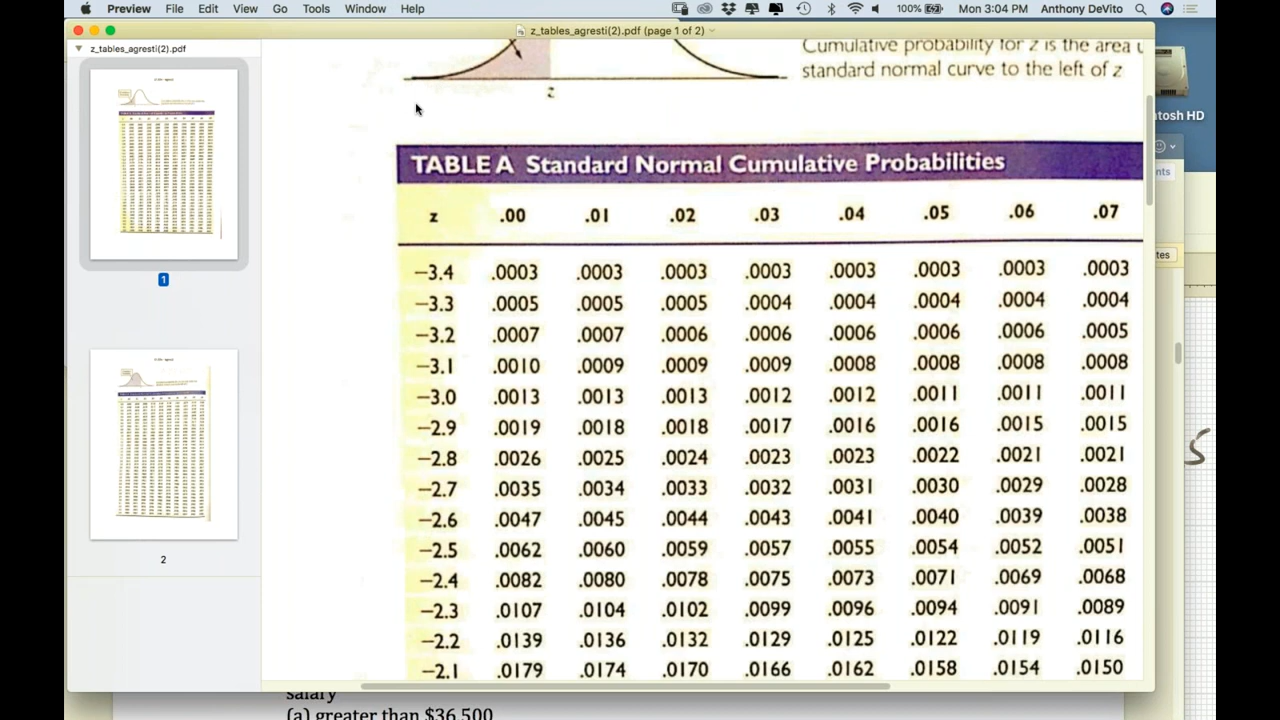 Preview File Edit View Go Tools Window Help 100% Mon 3:04 PM Anthony DeVito
z_tables_agresti(2).pdf (page 1 of 2)
z_tables_agresti(2).pdf
1
2
Cumulative probability for z is the area u
standard normal curve to the left of z
z
TABLE A Standard Normal Cumulative Probabilities
z .00 .01 .02 .03 .04 .05 .06 .07
−3.4 .0003 .0003 .0003 .0003 .0003 .0003 .0003 .0003
−3.3 .0005 .0005 .0005 .0004 .0004 .0004 .0004 .0004
−3.2 .0007 .0007 .0006 .0006 .0006 .0006 .0006 .0005
−3.1 .0010 .0009 .0009 .0009 .0008 .0008 .0008 .0008
−3.0 .0013 .0013 .0013 .0012 .0012 .0011 .0011 .0011
−2.9 .0019 .0018 .0018 .0017 .0016 .0016 .0015 .0015
−2.8 .0026 .0025 .0024 .0023 .0023 .0022 .0021 .0021
−2.7 .0035 .0034 .0033 .0032 .0031 .0030 .0029 .0028
−2.6 .0047 .0045 .0044 .0043 .0041 .0040 .0039 .0038
−2.5 .0062 .0060 .0059 .0057 .0055 .0054 .0052 .0051
−2.4 .0082 .0080 .0078 .0075 .0073 .0071 .0069 .0068
−2.3 .0107 .0104 .0102 .0099 .0096 .0094 .0091 .0089
−2.2 .0139 .0136 .0132 .0129 .0125 .0122 .0119 .0116
−2.1 .0179 .0174 .0170 .0166 .0162 .0158 .0154 .0150
tosh HD
nts
tes
S
salary
(a) greater than $36,500